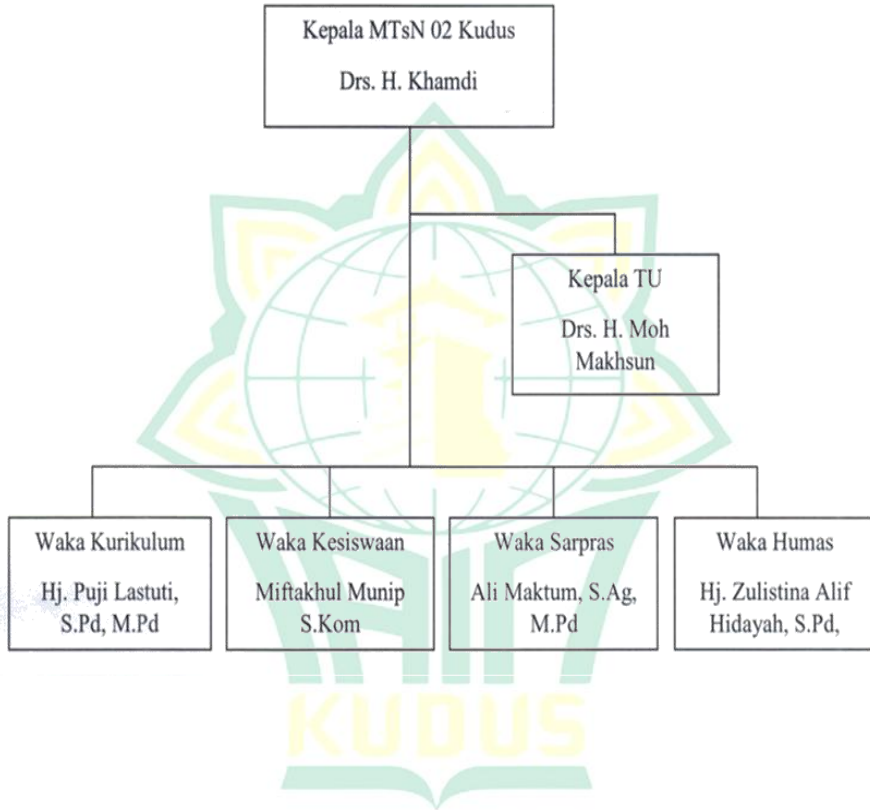 Kepala MTsN 02 Kudus
Drs. H. Khamdi
Kepala TU
Drs. H. Moh
Makhsun
Waka Kurikulum
Hj. Puji Lastuti,
S.Pd, M.Pd
Waka Kesiswaan
Miftakhul Munip
S.Kom
Waka Sarpras
Ali Maktum, S.Ag,
M.Pd
Waka Humas
Hj. Zulistina Alif
Hidayah, S.Pd,
IAIN
KUDUS